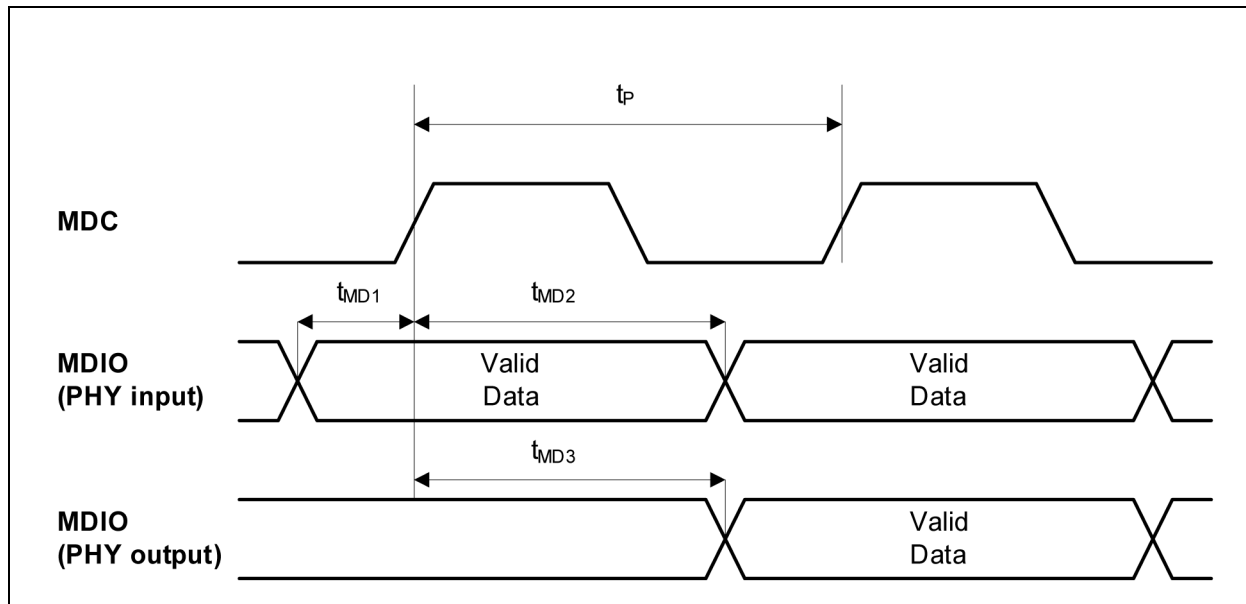 tP
MDC
tMD1
tMD2
MDIO
(PHY input)
Valid
Data
Valid
Data
tMD3
MDIO
(PHY output)
Valid
Data